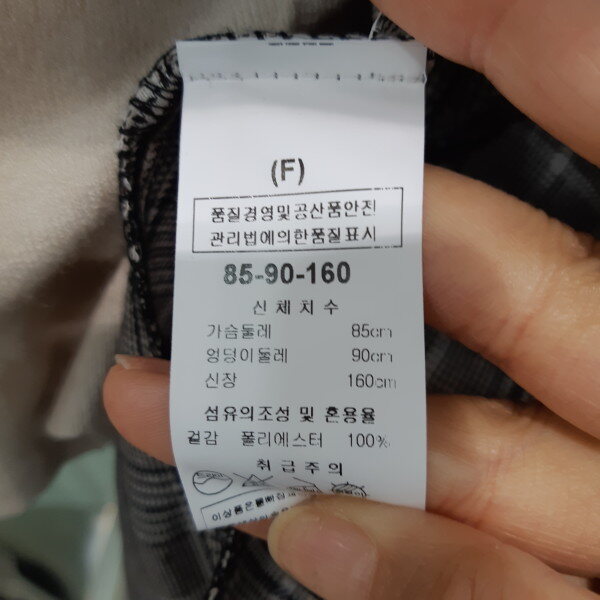 (F)
품질경영및공산품안전
관리법에의한품질표시
85-90-160
신체치수
가슴둘레 85cm
엉덩이둘레 90cm
신장 160cm
섬유의조성 및 혼용율
겉감 폴리에스터 100%
취급주의